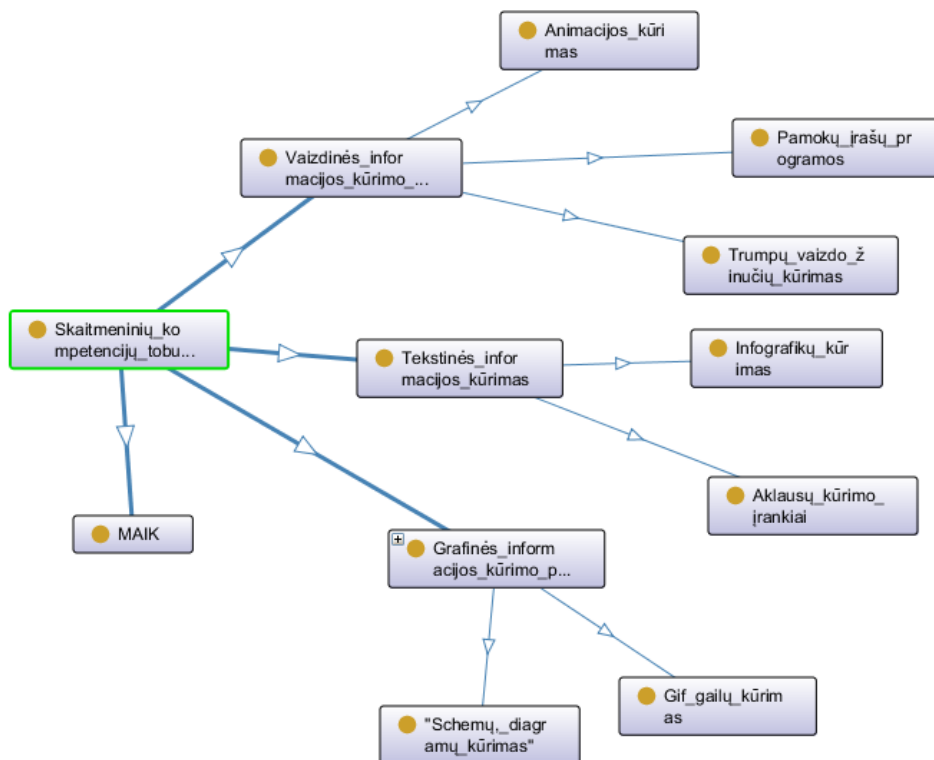 Animacijos_kūri
mas
Pamokų_įrašų_pr
ogramos
Vaizdinės_infor
macijos_kūrimo_...
Trumpų_vaizdo_ž
inučių_kūrimas
Skaitmeninių_ko
mpetencijų_tobu...
Tekstinės_infor
macijos_kūrimas
Infografikų_kūr
imas
Aklausų_kūrimo_
įrankiai
MAIK
Grafinės_inform
acijos_kūrimo_p...
Gif_gailų_kūrim
as
"Schemų,_diagr
amų_kūrimas"